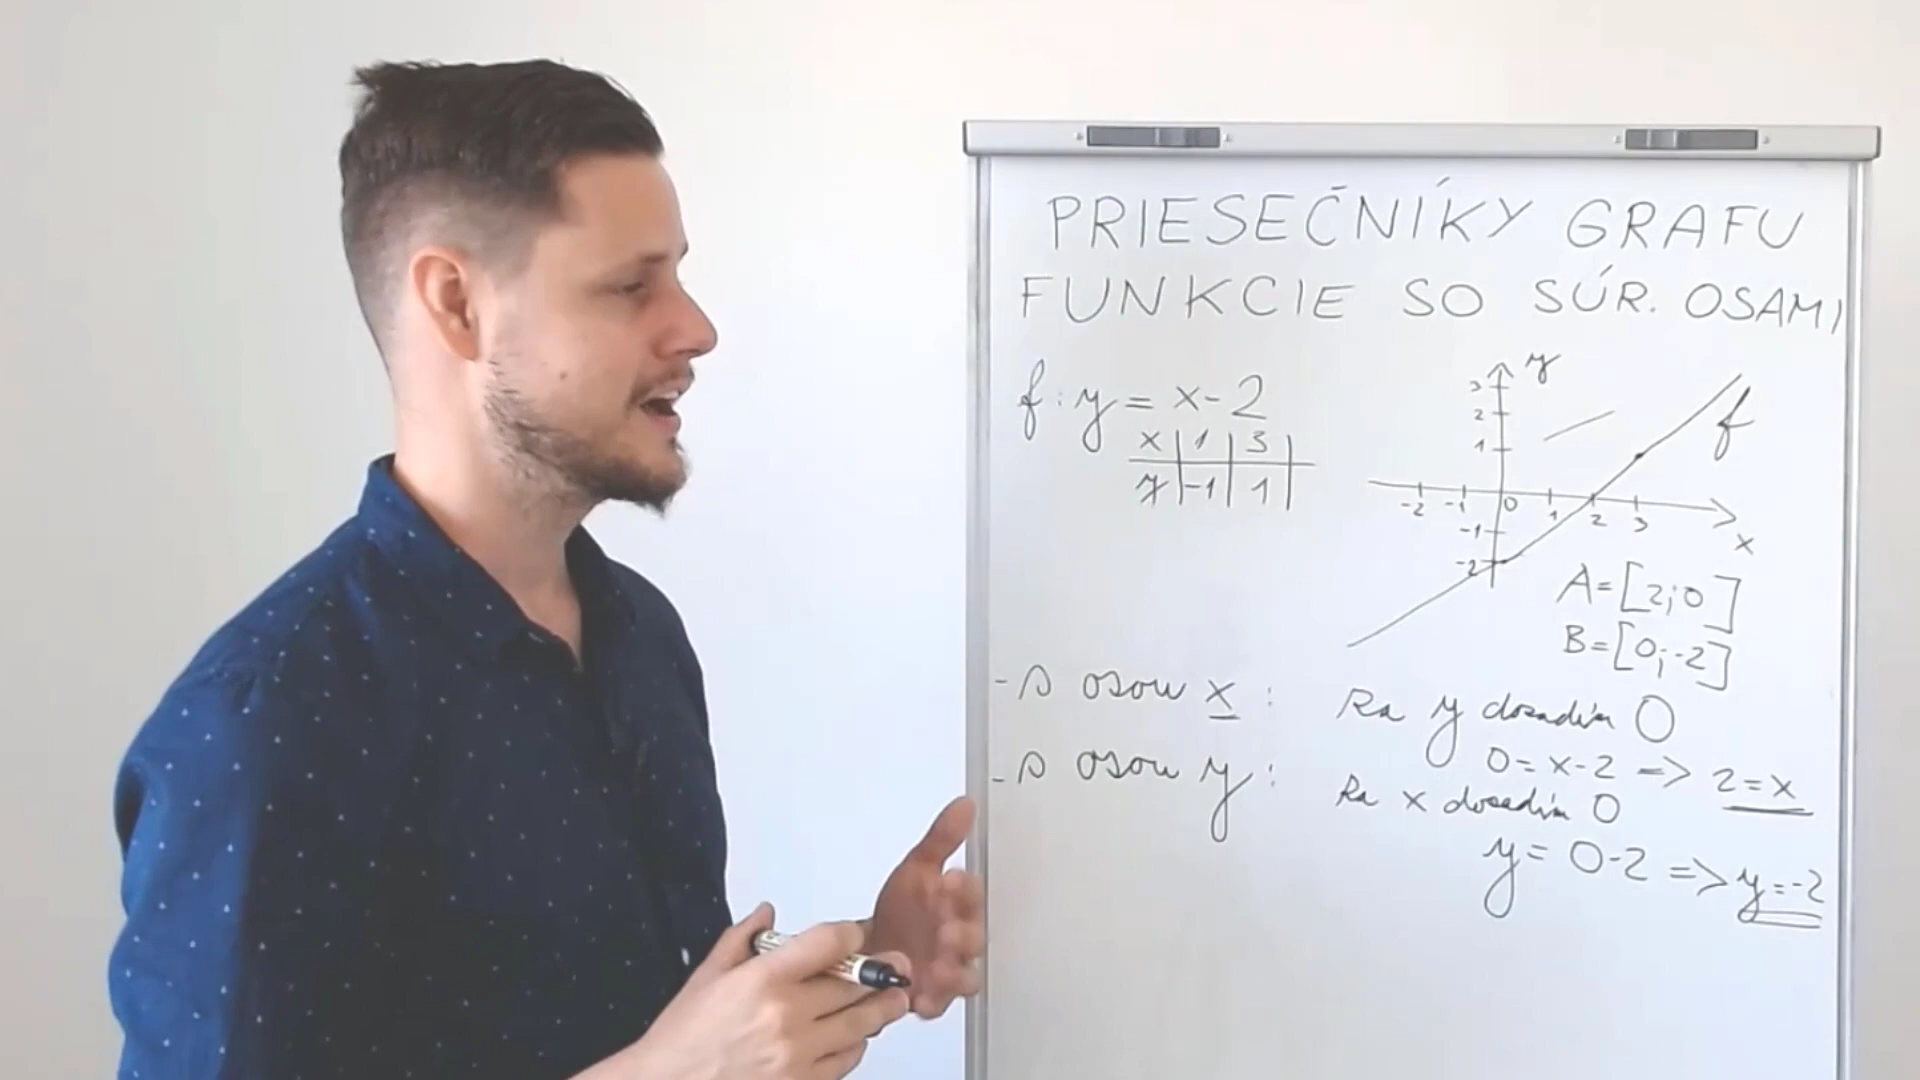 PRIESEČNÍKY GRAFU
FUNKCIE SO SÚR. OSAMI
f: y = x-2
x | 1 | 3 |
y | -1 | 1 |
y
3
2
1
f
-2 -1 0 1 2 3
x
-1
-2
A=[2;0]
B=[0;-2]
- s osou x :
Za y dosadím 0
0=x-2 => 2=x
- s osou y :
Za x dosadím 0
y=0-2 => y=-2